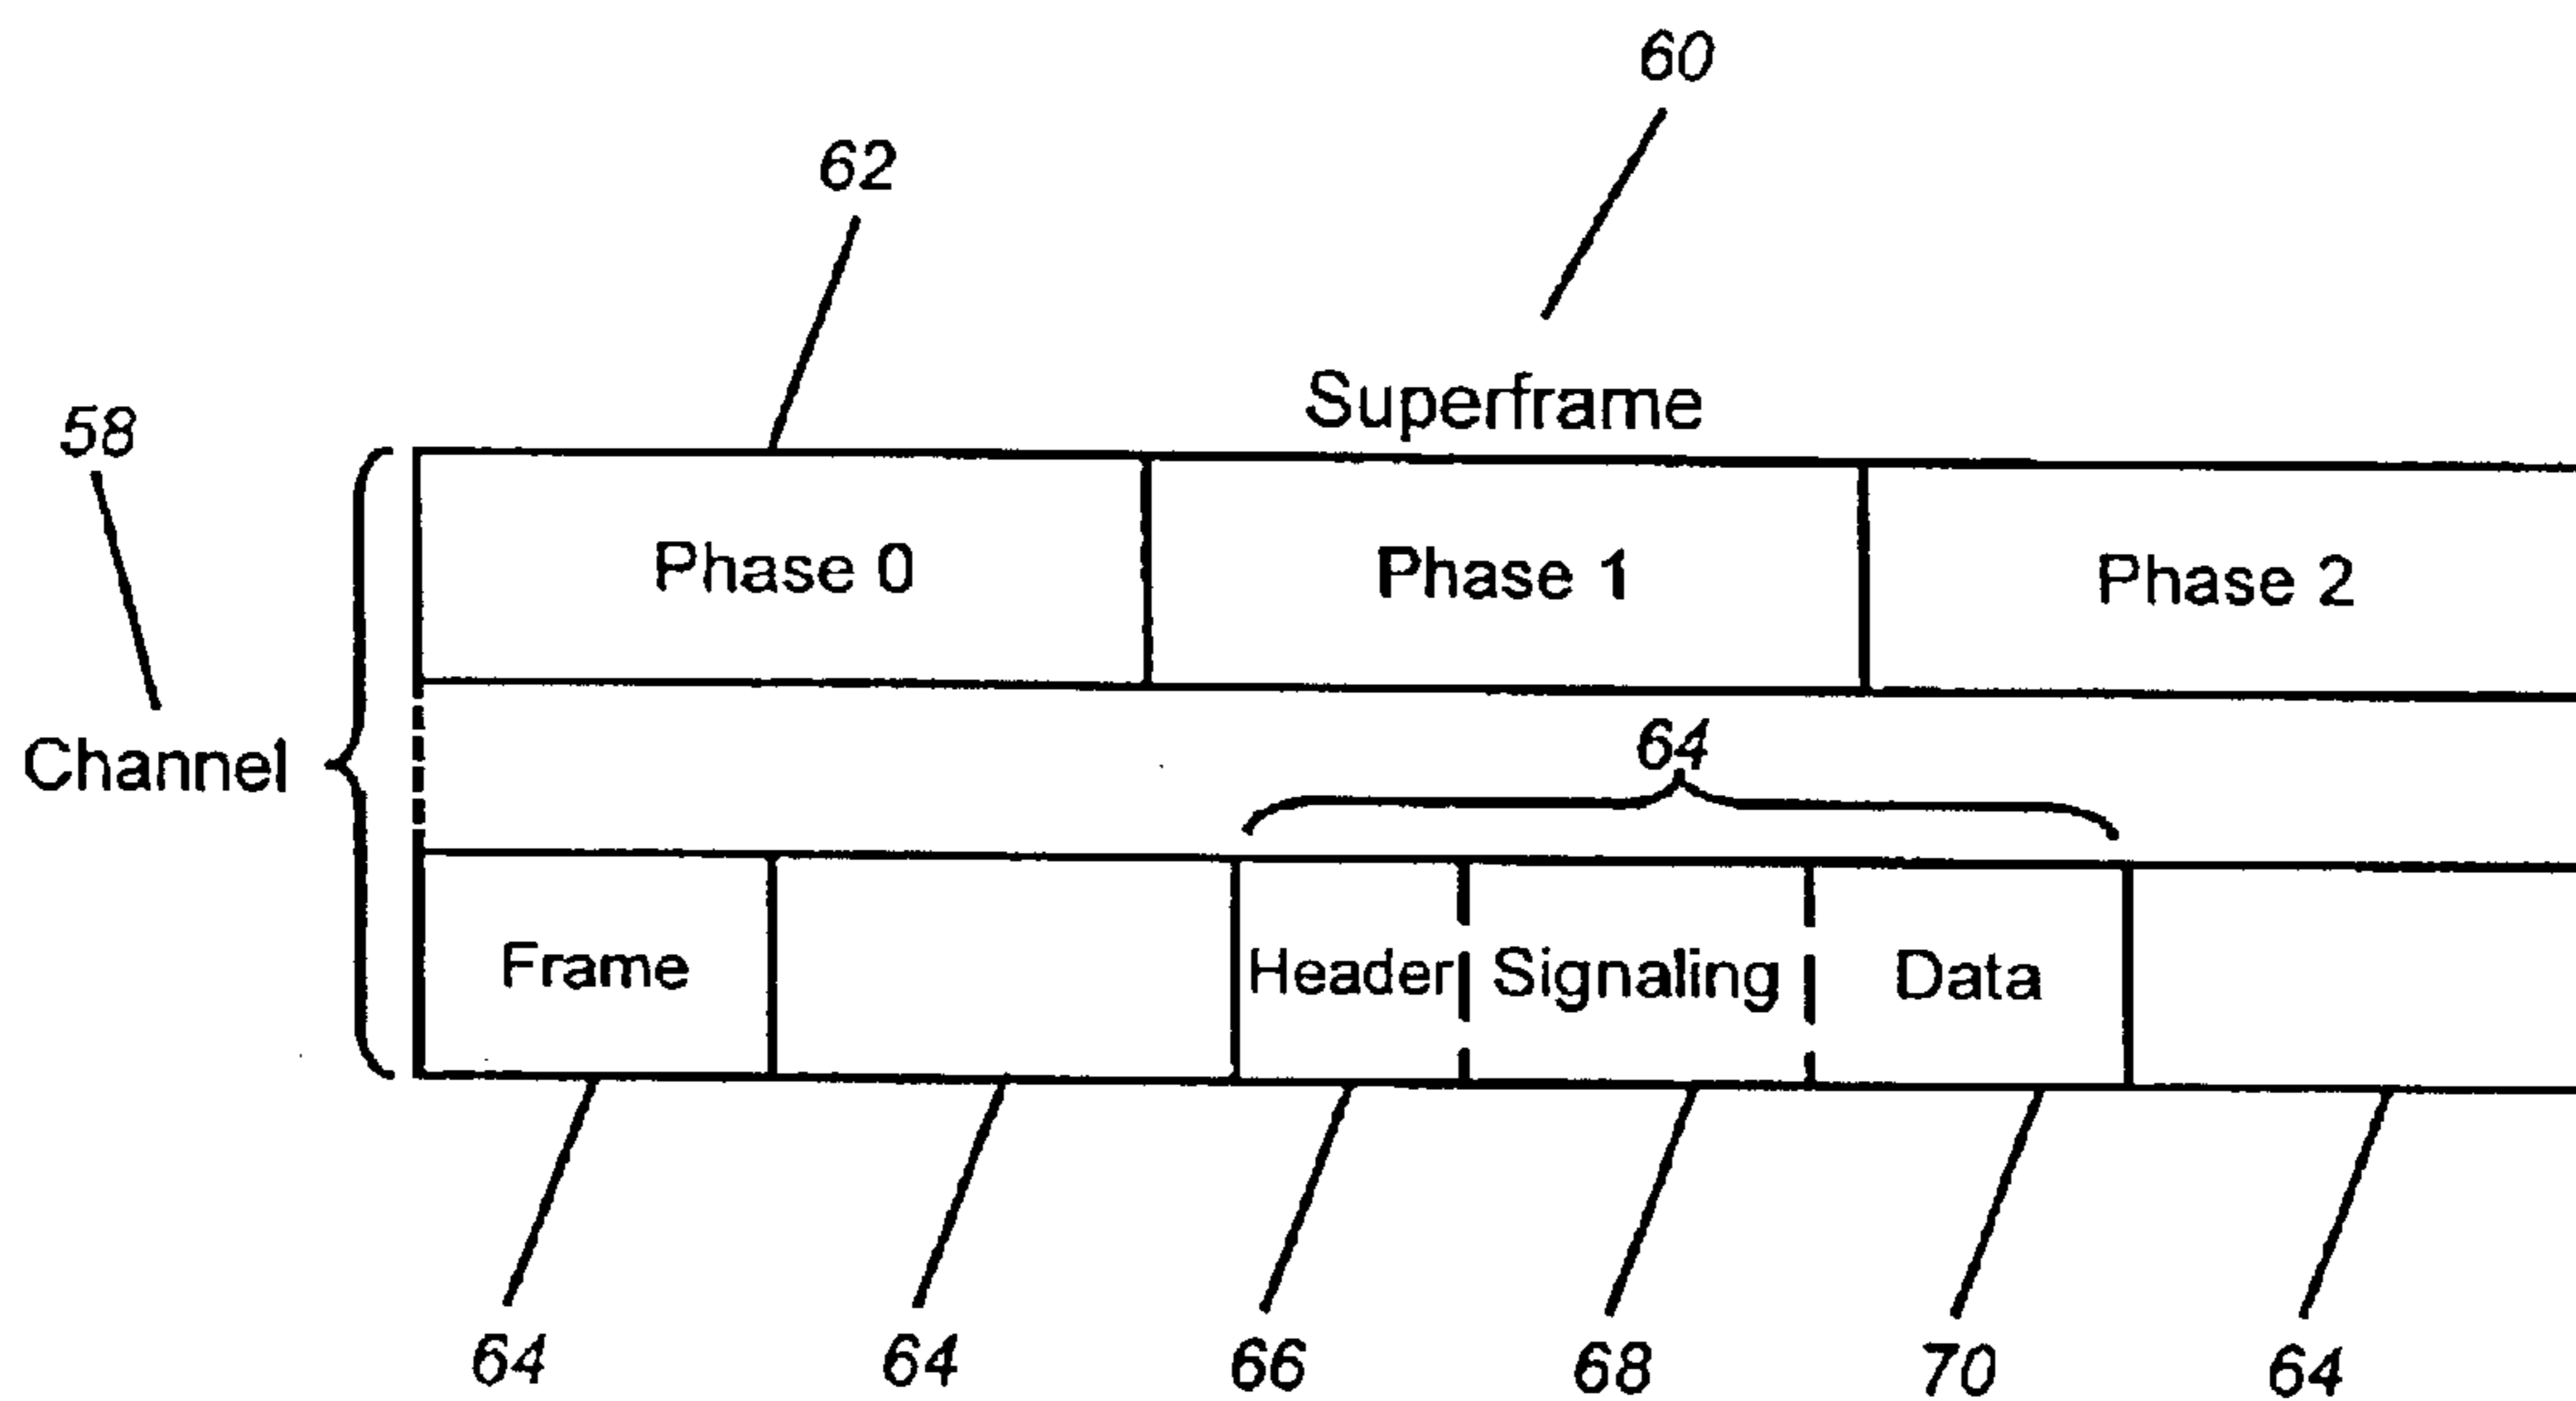 60
62
Superframe
58
Phase 0 Phase 1 Phase 2
64
Channel
Frame Header Signaling Data
64 64 66 68 70 64